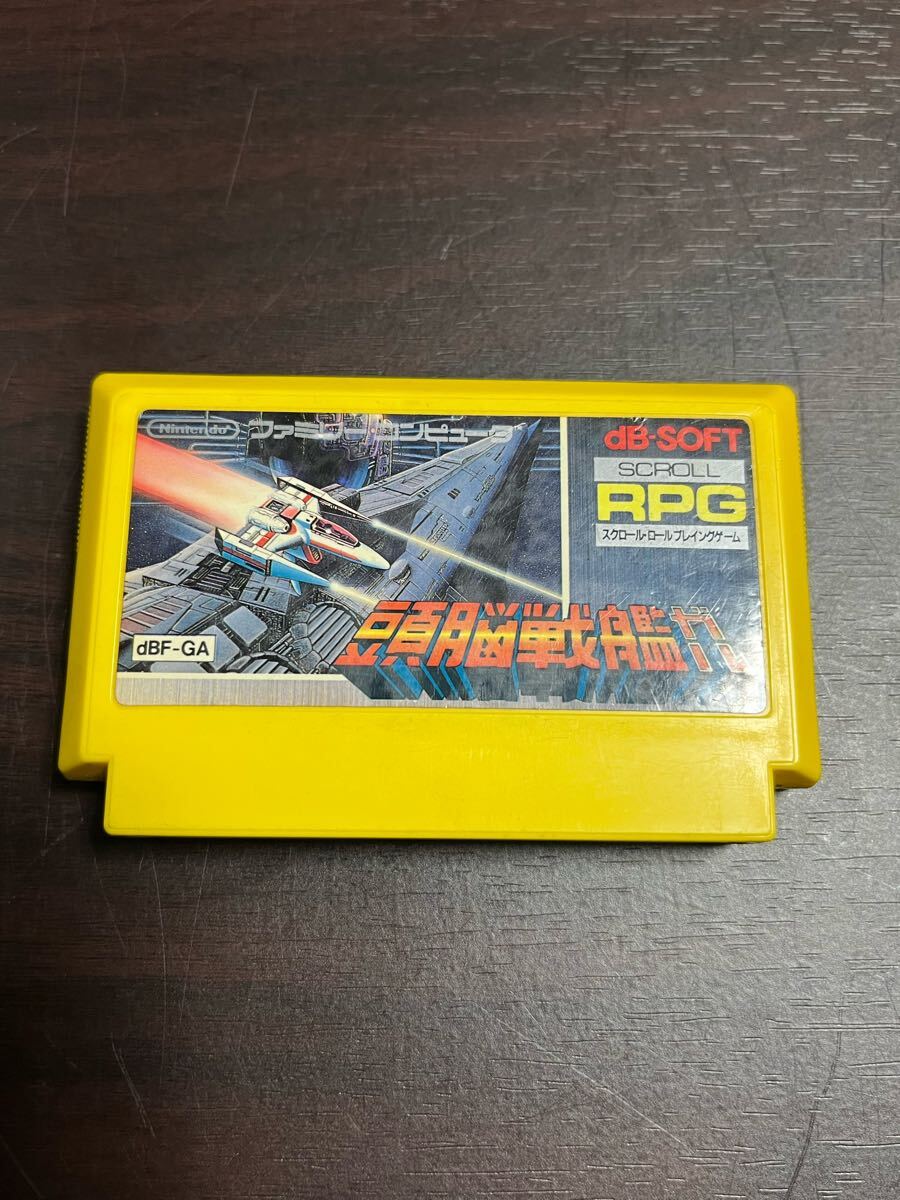 Nintendo ファミリーコンピュータ
dB-SOFT
SCROLL
RPG
スクロール・ロールプレイングゲーム
頭脳戦艦ガル
dBF-GA